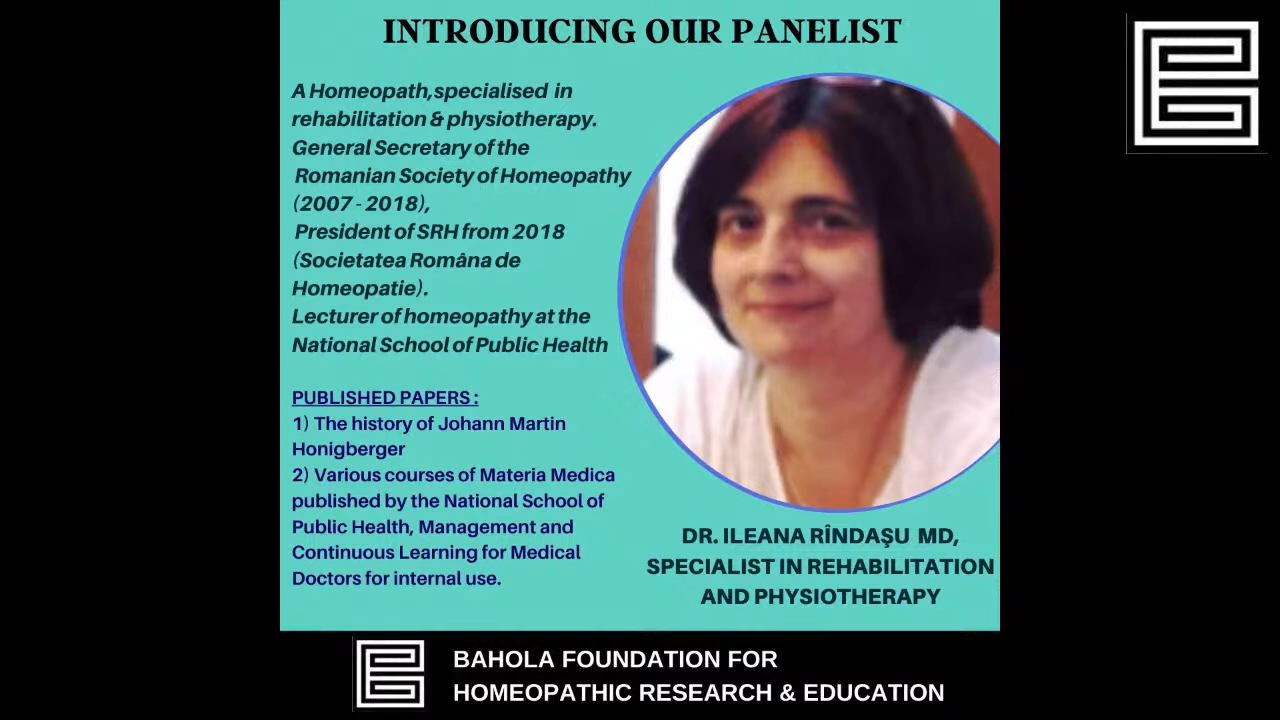 INTRODUCING OUR PANELIST
A Homeopath,specialised in
rehabilitation & physiotherapy.
General Secretary of the
Romanian Society of Homeopathy
(2007 - 2018),
President of SRH from 2018
(Societatea Româna de
Homeopatie).
Lecturer of homeopathy at the
National School of Public Health
PUBLISHED PAPERS :
1) The history of Johann Martin
Honigberger
2) Various courses of Materia Medica
published by the National School of
Public Health, Management and
Continuous Learning for Medical
Doctors for internal use.
DR. ILEANA RÎNDAŞU MD,
SPECIALIST IN REHABILITATION
AND PHYSIOTHERAPY
BAHOLA FOUNDATION FOR
HOMEOPATHIC RESEARCH & EDUCATION